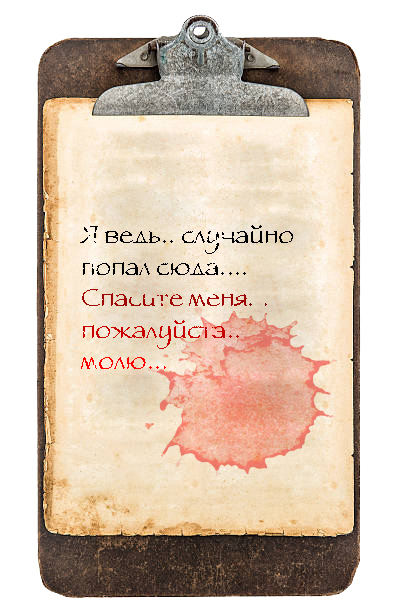 Я ведь.. случайно
попал сюда....
Спасите меня. .
пожалуйста..
молю...